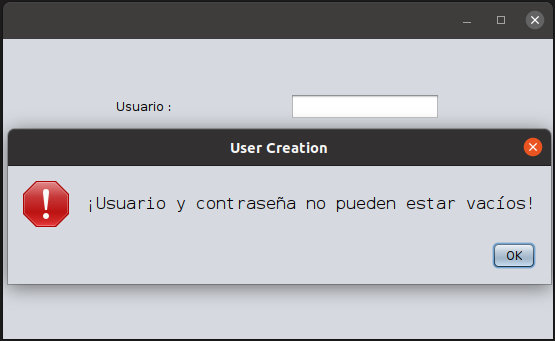 Usuario :
User Creation
¡Usuario y contraseña no pueden estar vacíos!
OK